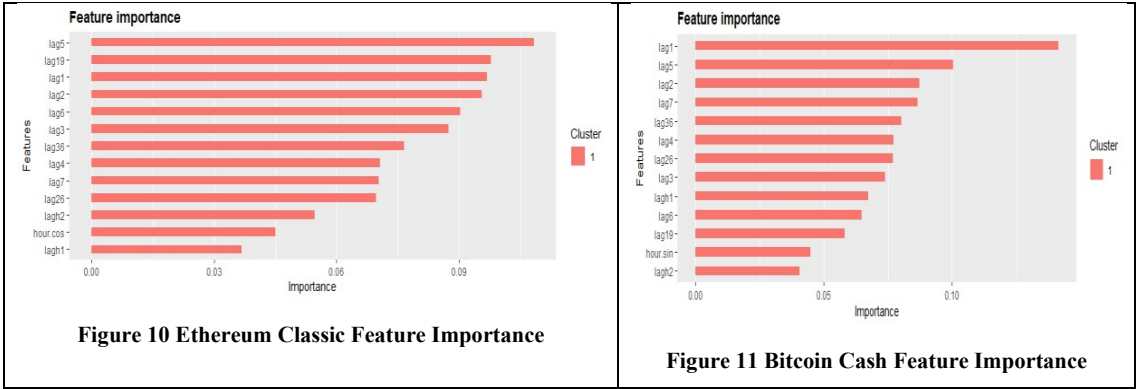 Feature importance
Features
lag5
lag19
lag1
lag2
lag6
lag3
lag36
lag4
lag7
lag26
lagh2
hour.cos
lagh1
0.00 0.03 0.06 0.09
Importance
Cluster
1
Figure 10 Ethereum Classic Feature Importance
Feature importance
Features
lag1
lag5
lag2
lag7
lag36
lag4
lag26
lag3
lagh1
lag6
lag19
hour.sin
lagh2
0.00 0.05 0.10
Importance
Cluster
1
Figure 11 Bitcoin Cash Feature Importance